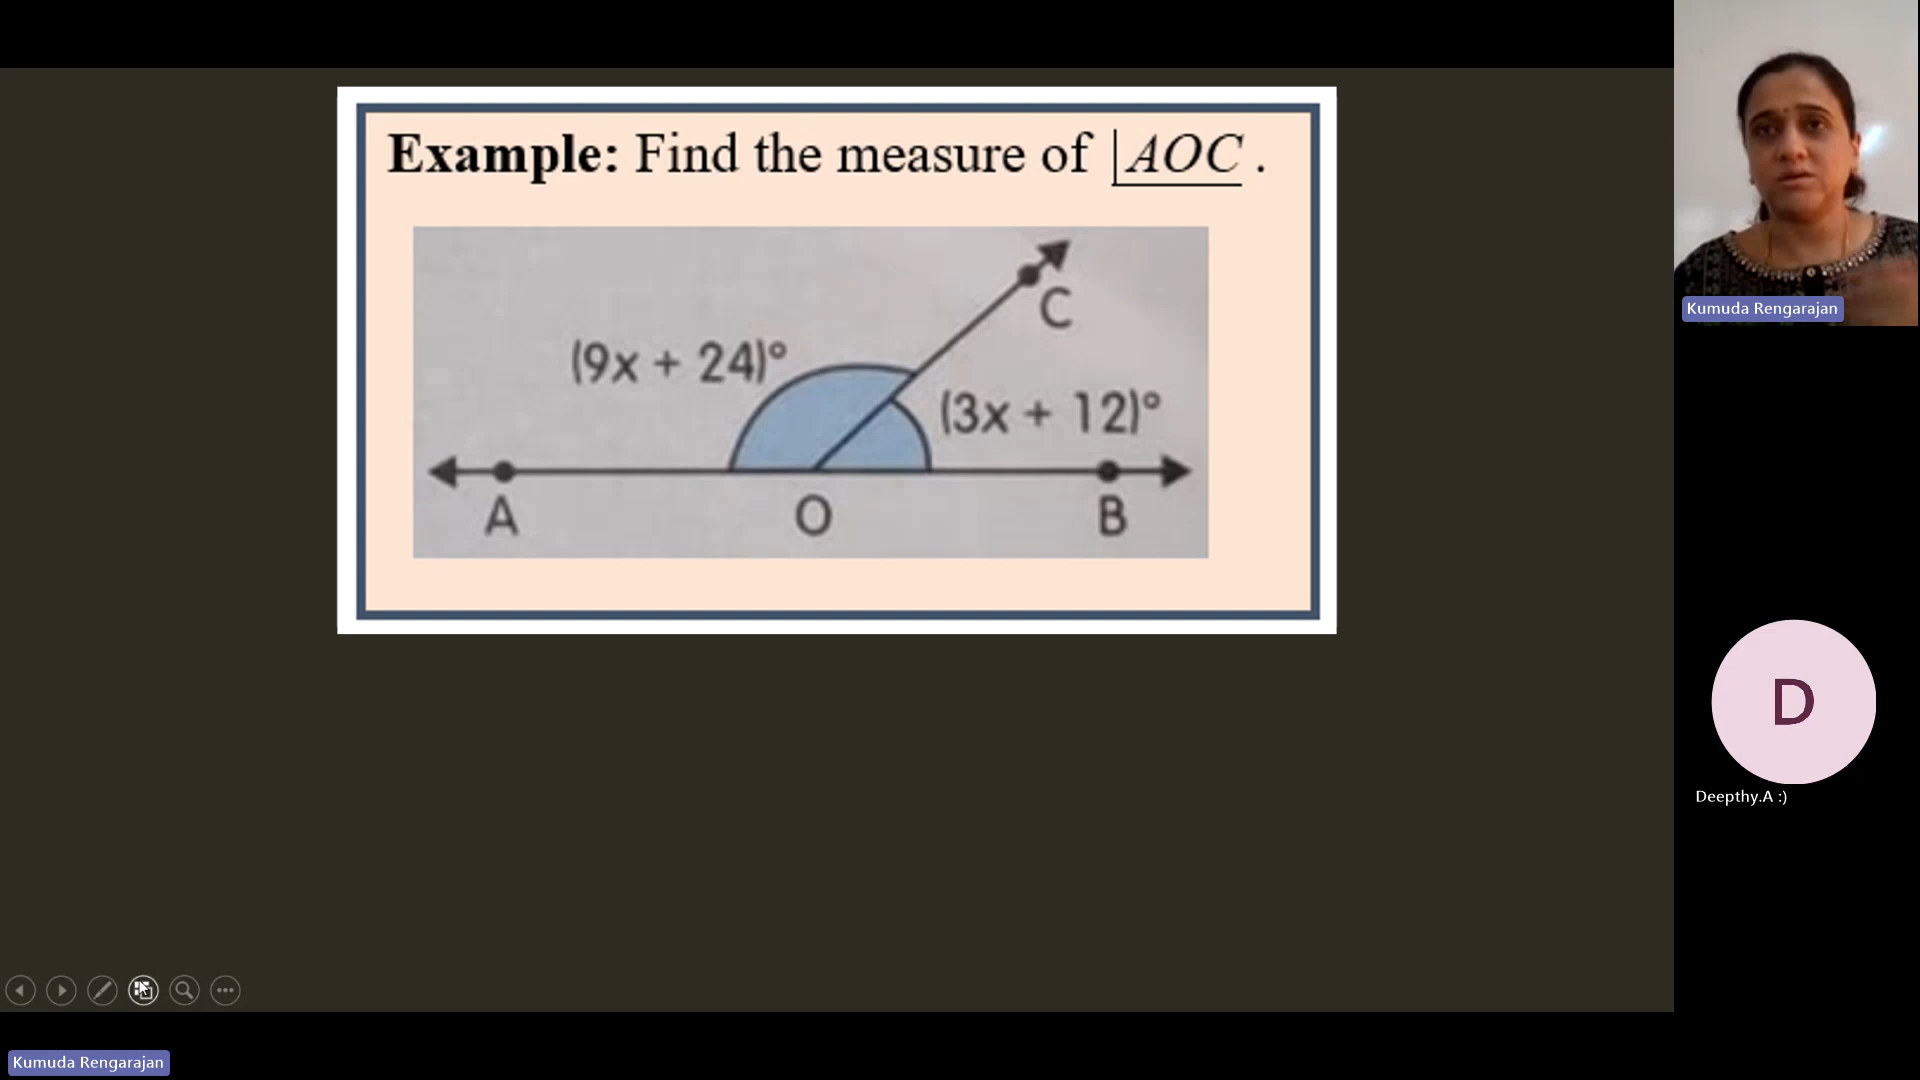 Example: Find the measure of ∠AOC .
C
(9x + 24)°
(3x + 12)°
A O B
Kumuda Rengarajan
D
Deepthy.A :)
Kumuda Rengarajan